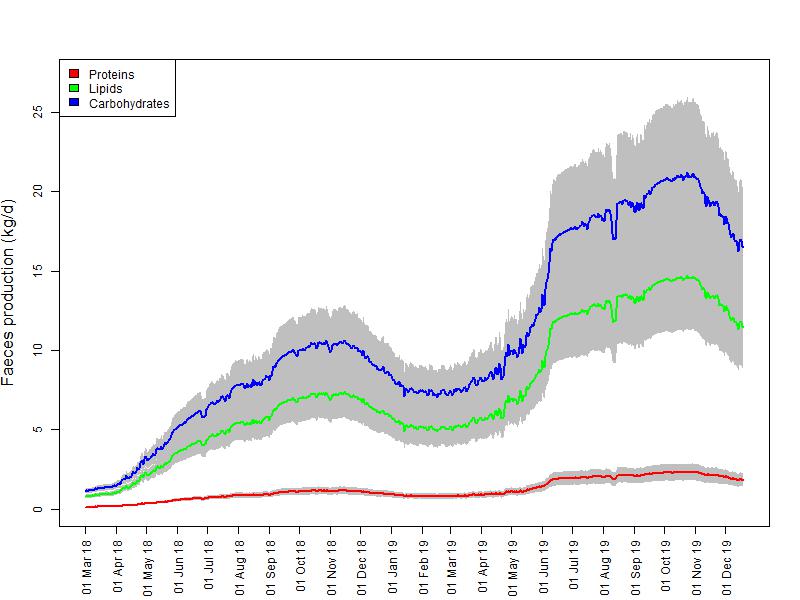 Proteins
Lipids
Carbohydrates
Faeces production (kg/d)
25
20
15
10
5
0
01 Mar 18
01 Apr 18
01 May 18
01 Jun 18
01 Jul 18
01 Aug 18
01 Sep 18
01 Oct 18
01 Nov 18
01 Dec 18
01 Jan 19
01 Feb 19
01 Mar 19
01 Apr 19
01 May 19
01 Jun 19
01 Jul 19
01 Aug 19
01 Sep 19
01 Oct 19
01 Nov 19
01 Dec 19